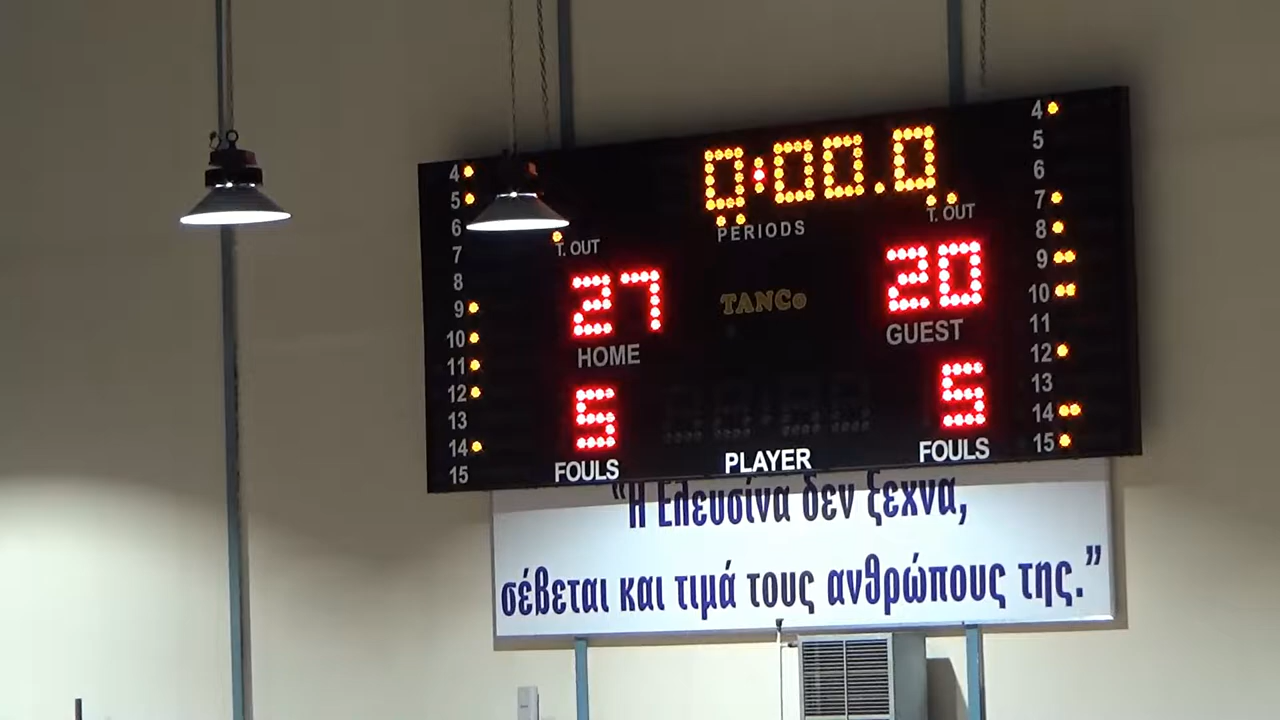 0:00.0
PERIODS
T. OUT
T. OUT
27
20
TANCo
HOME
GUEST
5
5
FOULS
PLAYER
FOULS
4
5
6
7
8
9
10
11
12
13
14
15
4
5
6
7
8
9
10
11
12
13
14
15
“Η Ελευσίνα δεν ξεχνα,
σέβεται και τιμά τους ανθρώπους της.”